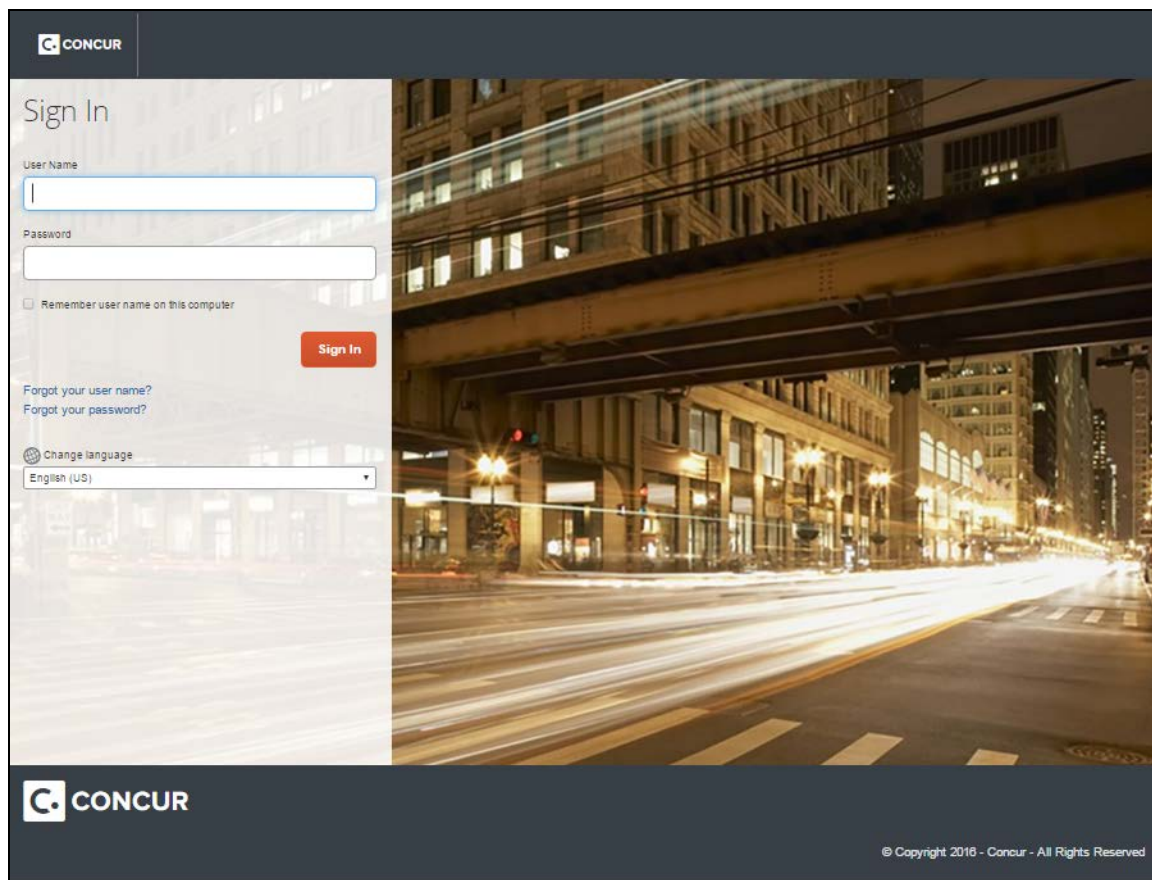 C. CONCUR
Sign In
User Name
Password
Remember user name on this computer
Sign In
Forgot your user name?
Forgot your password?
Change language
English (US)
C. CONCUR
© Copyright 2016 - Concur - All Rights Reserved